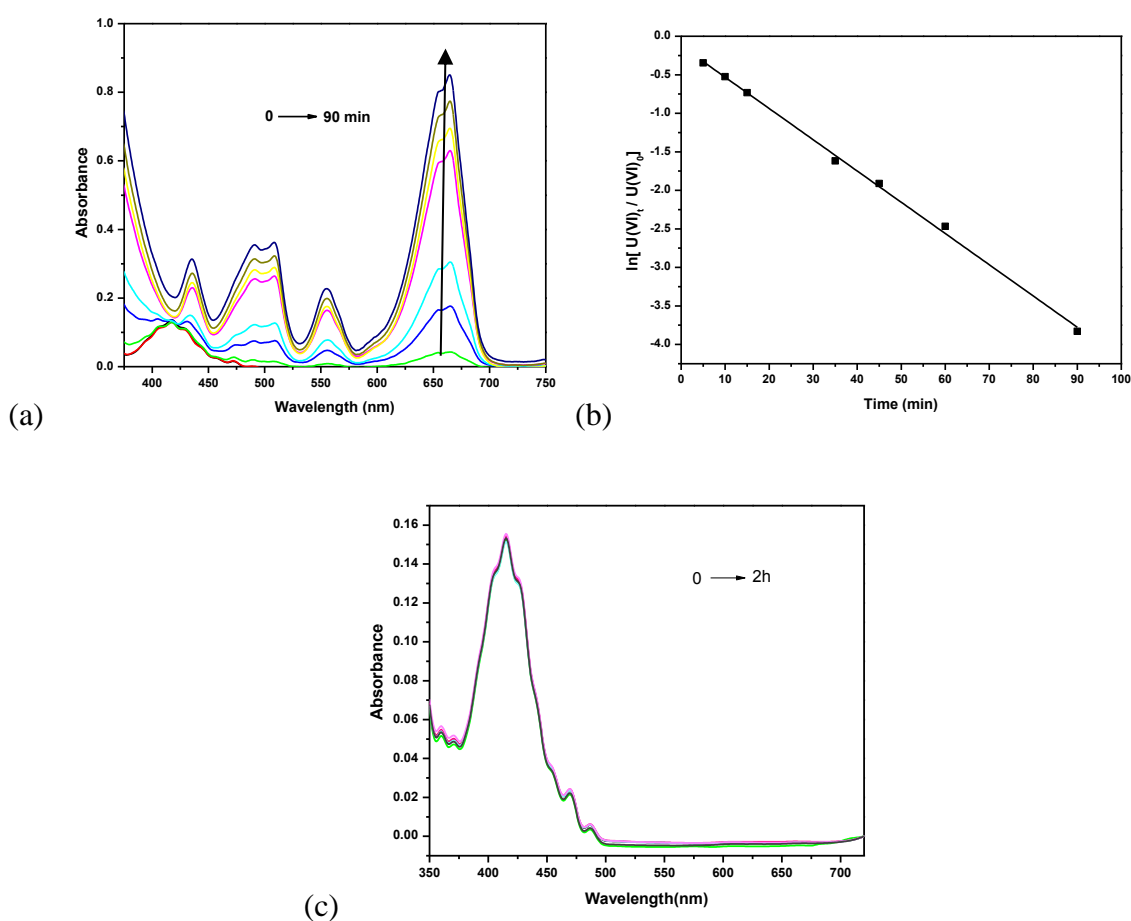 1.0
0.8
0.6
0.4
0.2
0.0
Absorbance
0 ⟶ 90 min
400 450 500 550 600 650 700 750
Wavelength (nm)
(a)
0.0
-0.5
-1.0
-1.5
-2.0
-2.5
-3.0
-3.5
-4.0
ln[ U(VI)t / U(VI)0]
0 10 20 30 40 50 60 70 80 90 100
Time (min)
(b)
0.16
0.14
0.12
0.10
0.08
0.06
0.04
0.02
0.00
Absorbance
0 ⟶ 2h
350 400 450 500 550 600 650 700
Wavelength(nm)
(c)